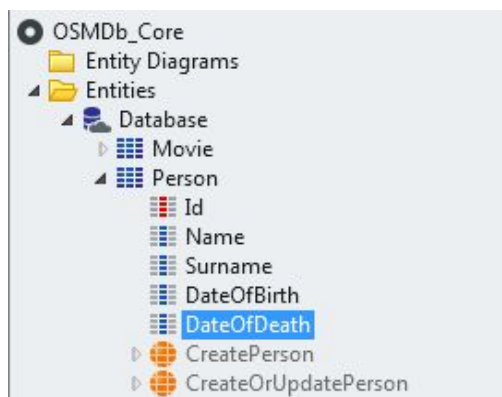 OSMDb_Core
Entity Diagrams
Entities
Database
Movie
Person
Id
Name
Surname
DateOfBirth
DateOfDeath
CreatePerson
CreateOrUpdatePerson